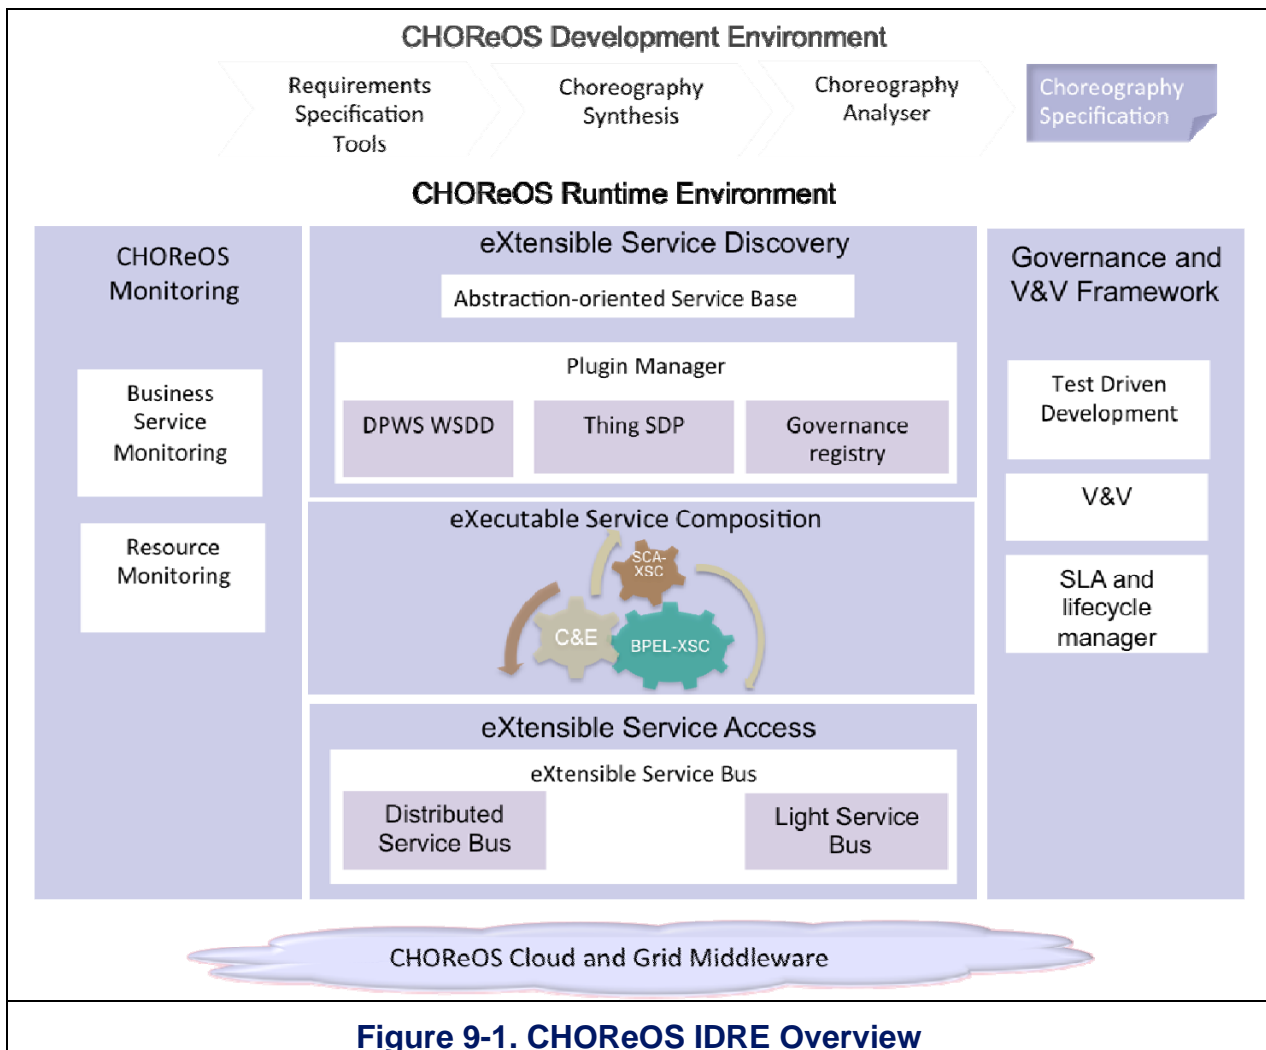 CHOReOS Development Environment
Requirements
Specification
Tools
Choreography
Synthesis
Choreography
Analyser
Choreography
Specification
CHOReOS Runtime Environment
CHOReOS
Monitoring
Business
Service
Monitoring
Resource
Monitoring
eXtensible Service Discovery
Abstraction-oriented Service Base
Plugin Manager
DPWS WSDD
Thing SDP
Governance
registry
eXecutable Service Composition
SCA-
XSC
C&E
BPEL-XSC
eXtensible Service Access
eXtensible Service Bus
Distributed
Service Bus
Light Service
Bus
Governance and
V&V Framework
Test Driven
Development
V&V
SLA and
lifecycle
manager
CHOReOS Cloud and Grid Middleware
Figure 9-1. CHOReOS IDRE Overview